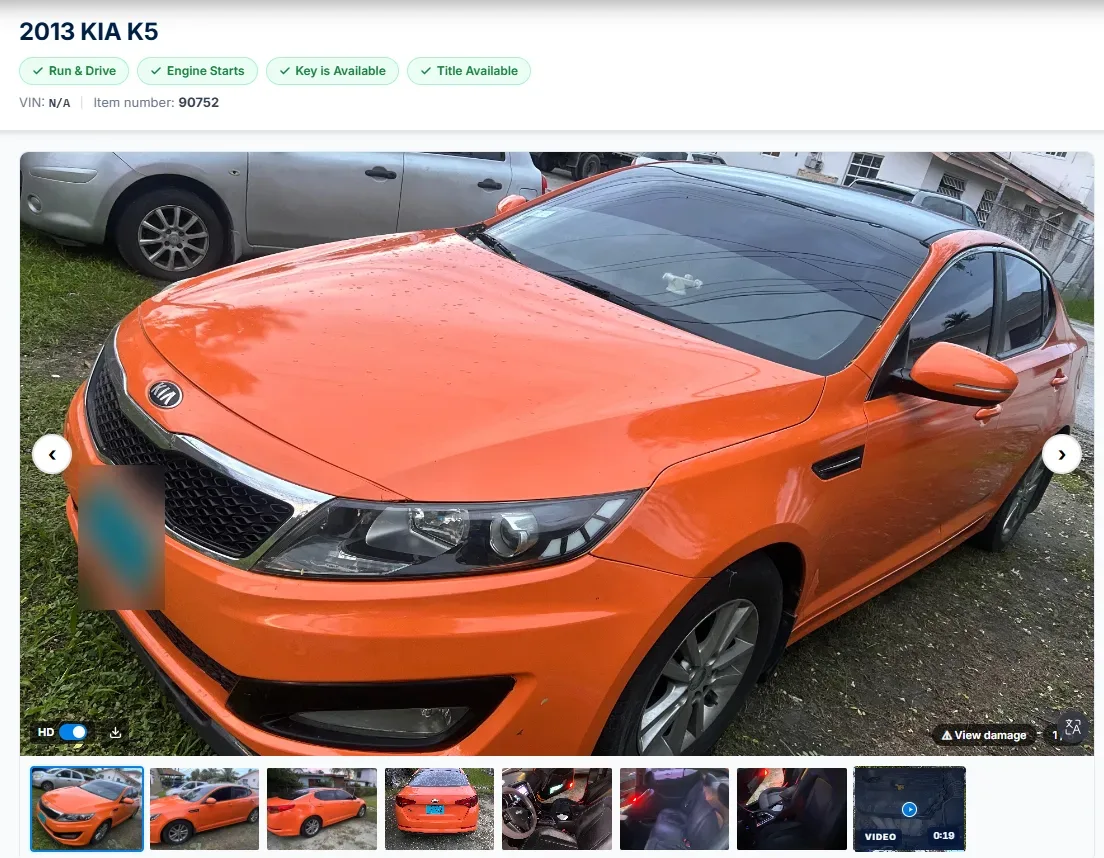 2013 KIA K5
Run & Drive
Engine Starts
Key is Available
Title Available
VIN: N/A
Item number: 90752
KIA
HD
View damage
VIDEO
0:19